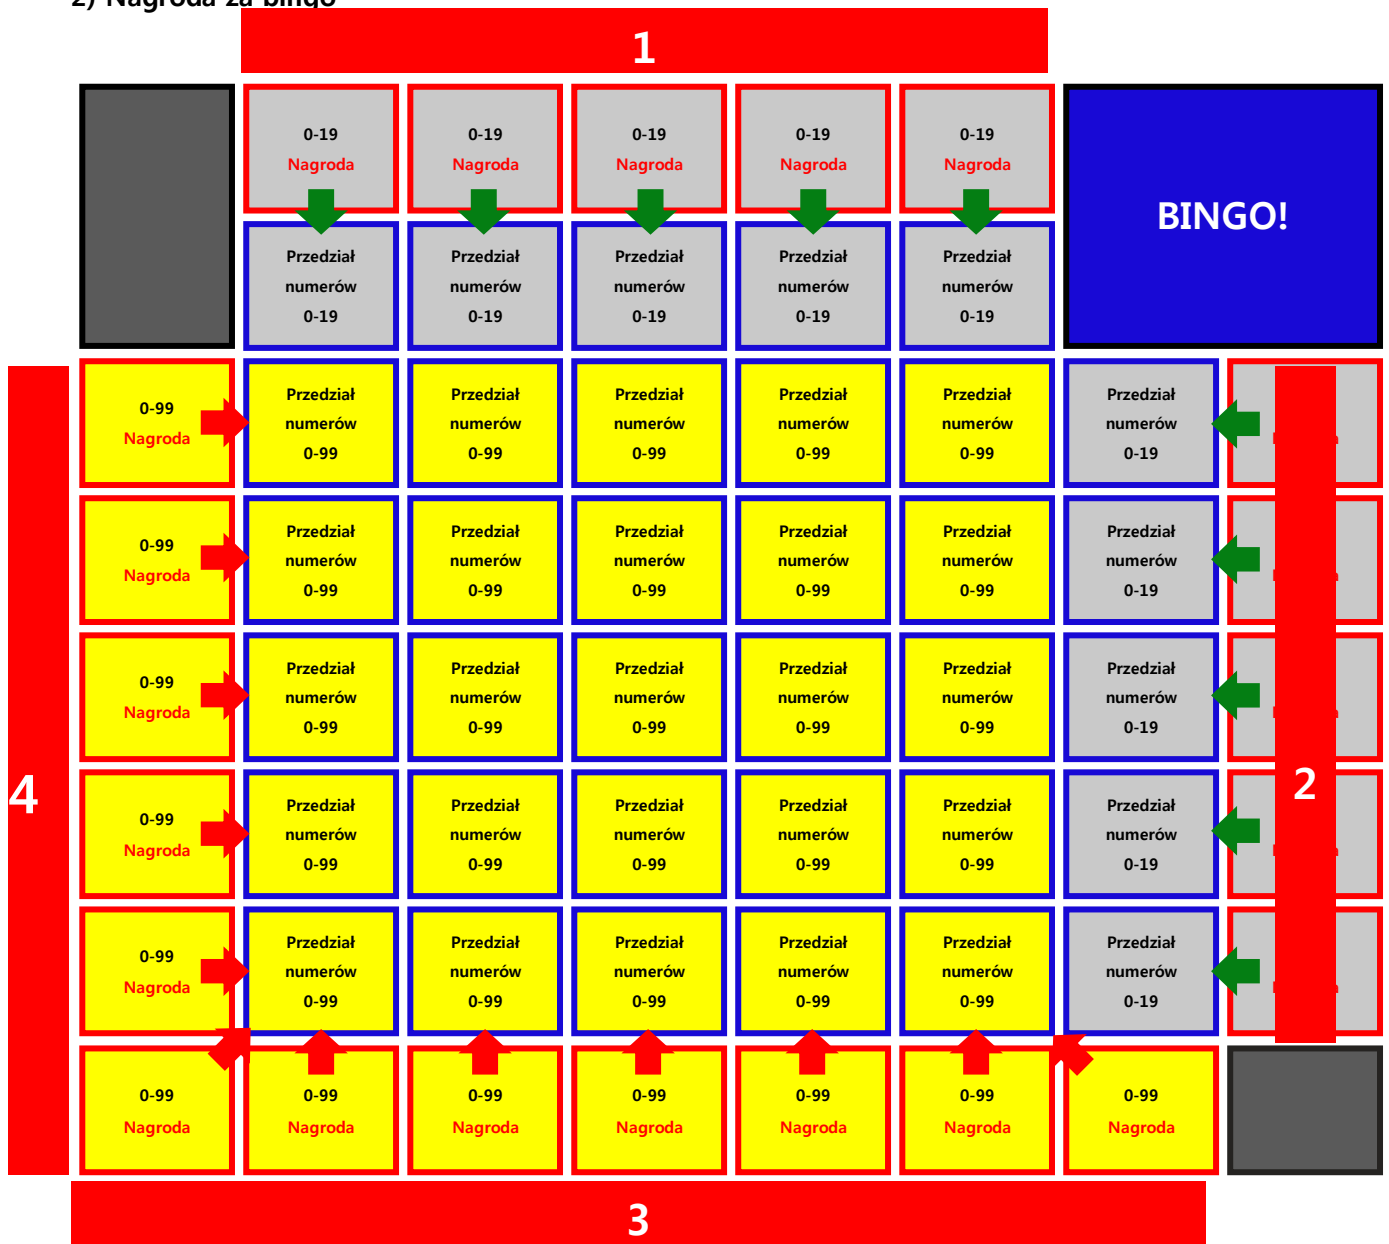 2) Nagroda za bingo
1
0-19 0-19 0-19 0-19 0-19
Nagroda Nagroda Nagroda Nagroda Nagroda
BINGO!
Przedział Przedział Przedział Przedział Przedział
numerów numerów numerów numerów numerów
0-19 0-19 0-19 0-19 0-19
0-99 Przedział Przedział Przedział Przedział Przedział Przedział
Nagroda numerów numerów numerów numerów numerów numerów
0-99 0-99 0-99 0-99 0-99 0-19
0-99 Przedział Przedział Przedział Przedział Przedział Przedział
Nagroda numerów numerów numerów numerów numerów numerów
0-99 0-99 0-99 0-99 0-99 0-19
0-99 Przedział Przedział Przedział Przedział Przedział Przedział
Nagroda numerów numerów numerów numerów numerów numerów
0-99 0-99 0-99 0-99 0-99 0-19
4 2
0-99 Przedział Przedział Przedział Przedział Przedział Przedział
Nagroda numerów numerów numerów numerów numerów numerów
0-99 0-99 0-99 0-99 0-99 0-19
0-99 Przedział Przedział Przedział Przedział Przedział Przedział
Nagroda numerów numerów numerów numerów numerów numerów
0-99 0-99 0-99 0-99 0-99 0-19
0-99 0-99 0-99 0-99 0-99 0-99 0-99
Nagroda Nagroda Nagroda Nagroda Nagroda Nagroda Nagroda
3